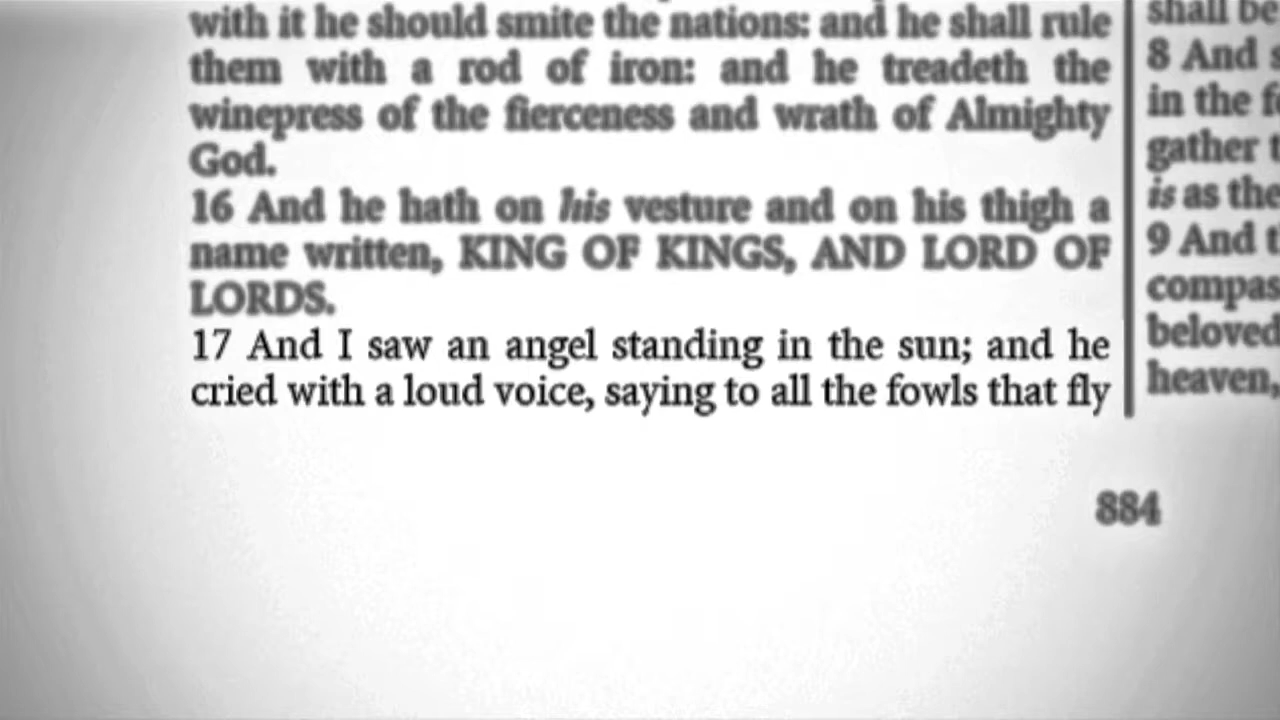 with it he should smite the nations: and he shall rule
them with a rod of iron: and he treadeth the
winepress of the fierceness and wrath of Almighty
God.
16 And he hath on his vesture and on his thigh a
name written, KING OF KINGS, AND LORD OF
LORDS.
17 And I saw an angel standing in the sun; and he
cried with a loud voice, saying to all the fowls that fly
shall be
8 And
in the
gather
is as the
9 And
compas
beloved
heaven,
884